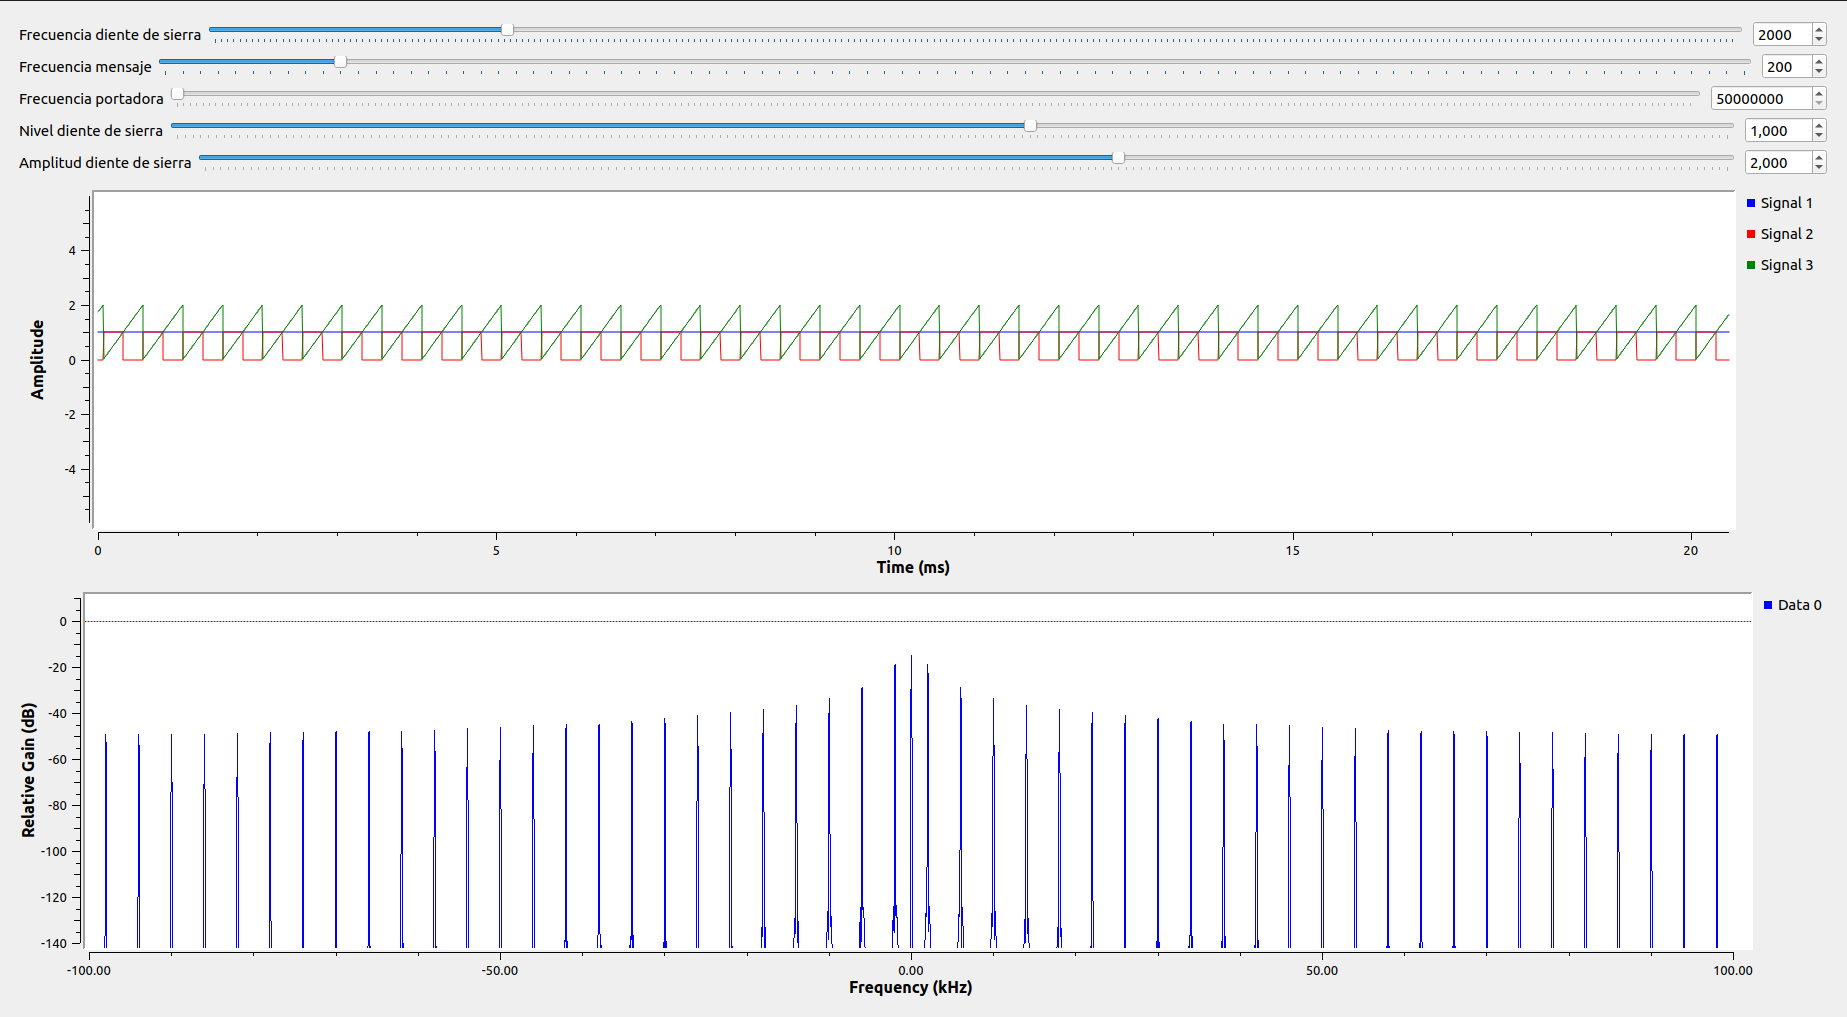 Frecuencia diente de sierra 2000
Frecuencia mensaje 200
Frecuencia portadora 50000000
Nivel diente de sierra 1,000
Amplitud diente de sierra 2,000
Signal 1
Signal 2
Signal 3
Amplitude
4
2
0
-2
-4
0 5 10 15 20
Time (ms)
Data 0
Relative Gain (dB)
0
-20
-40
-60
-80
-100
-120
-140
-100.00 -50.00 0.00 50.00 100.00
Frequency (kHz)